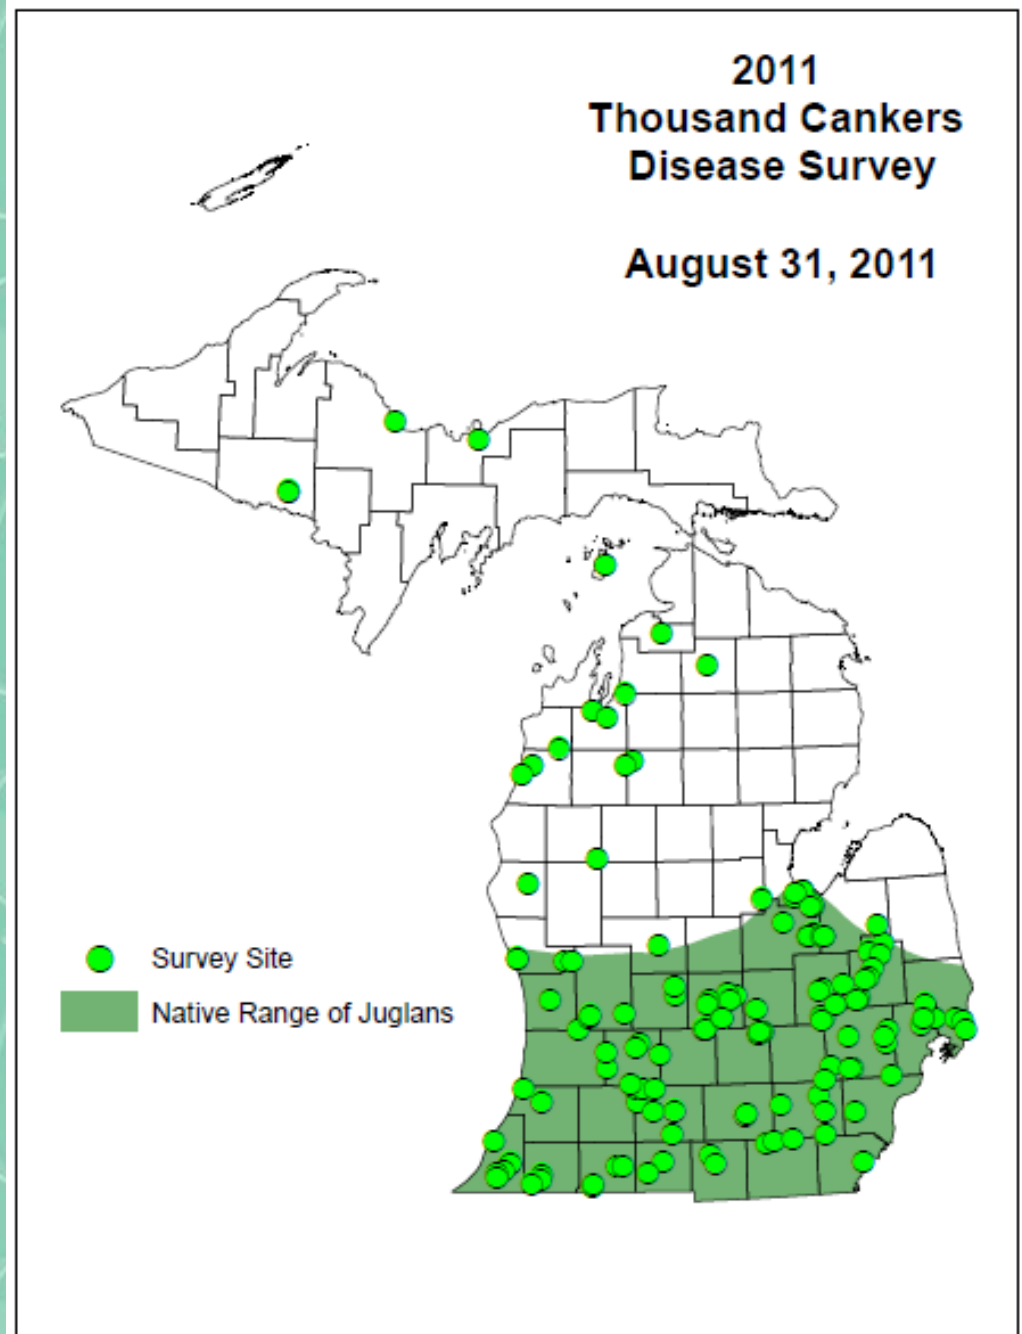 2011
Thousand Cankers
Disease Survey
August 31, 2011
Survey Site
Native Range of Juglans